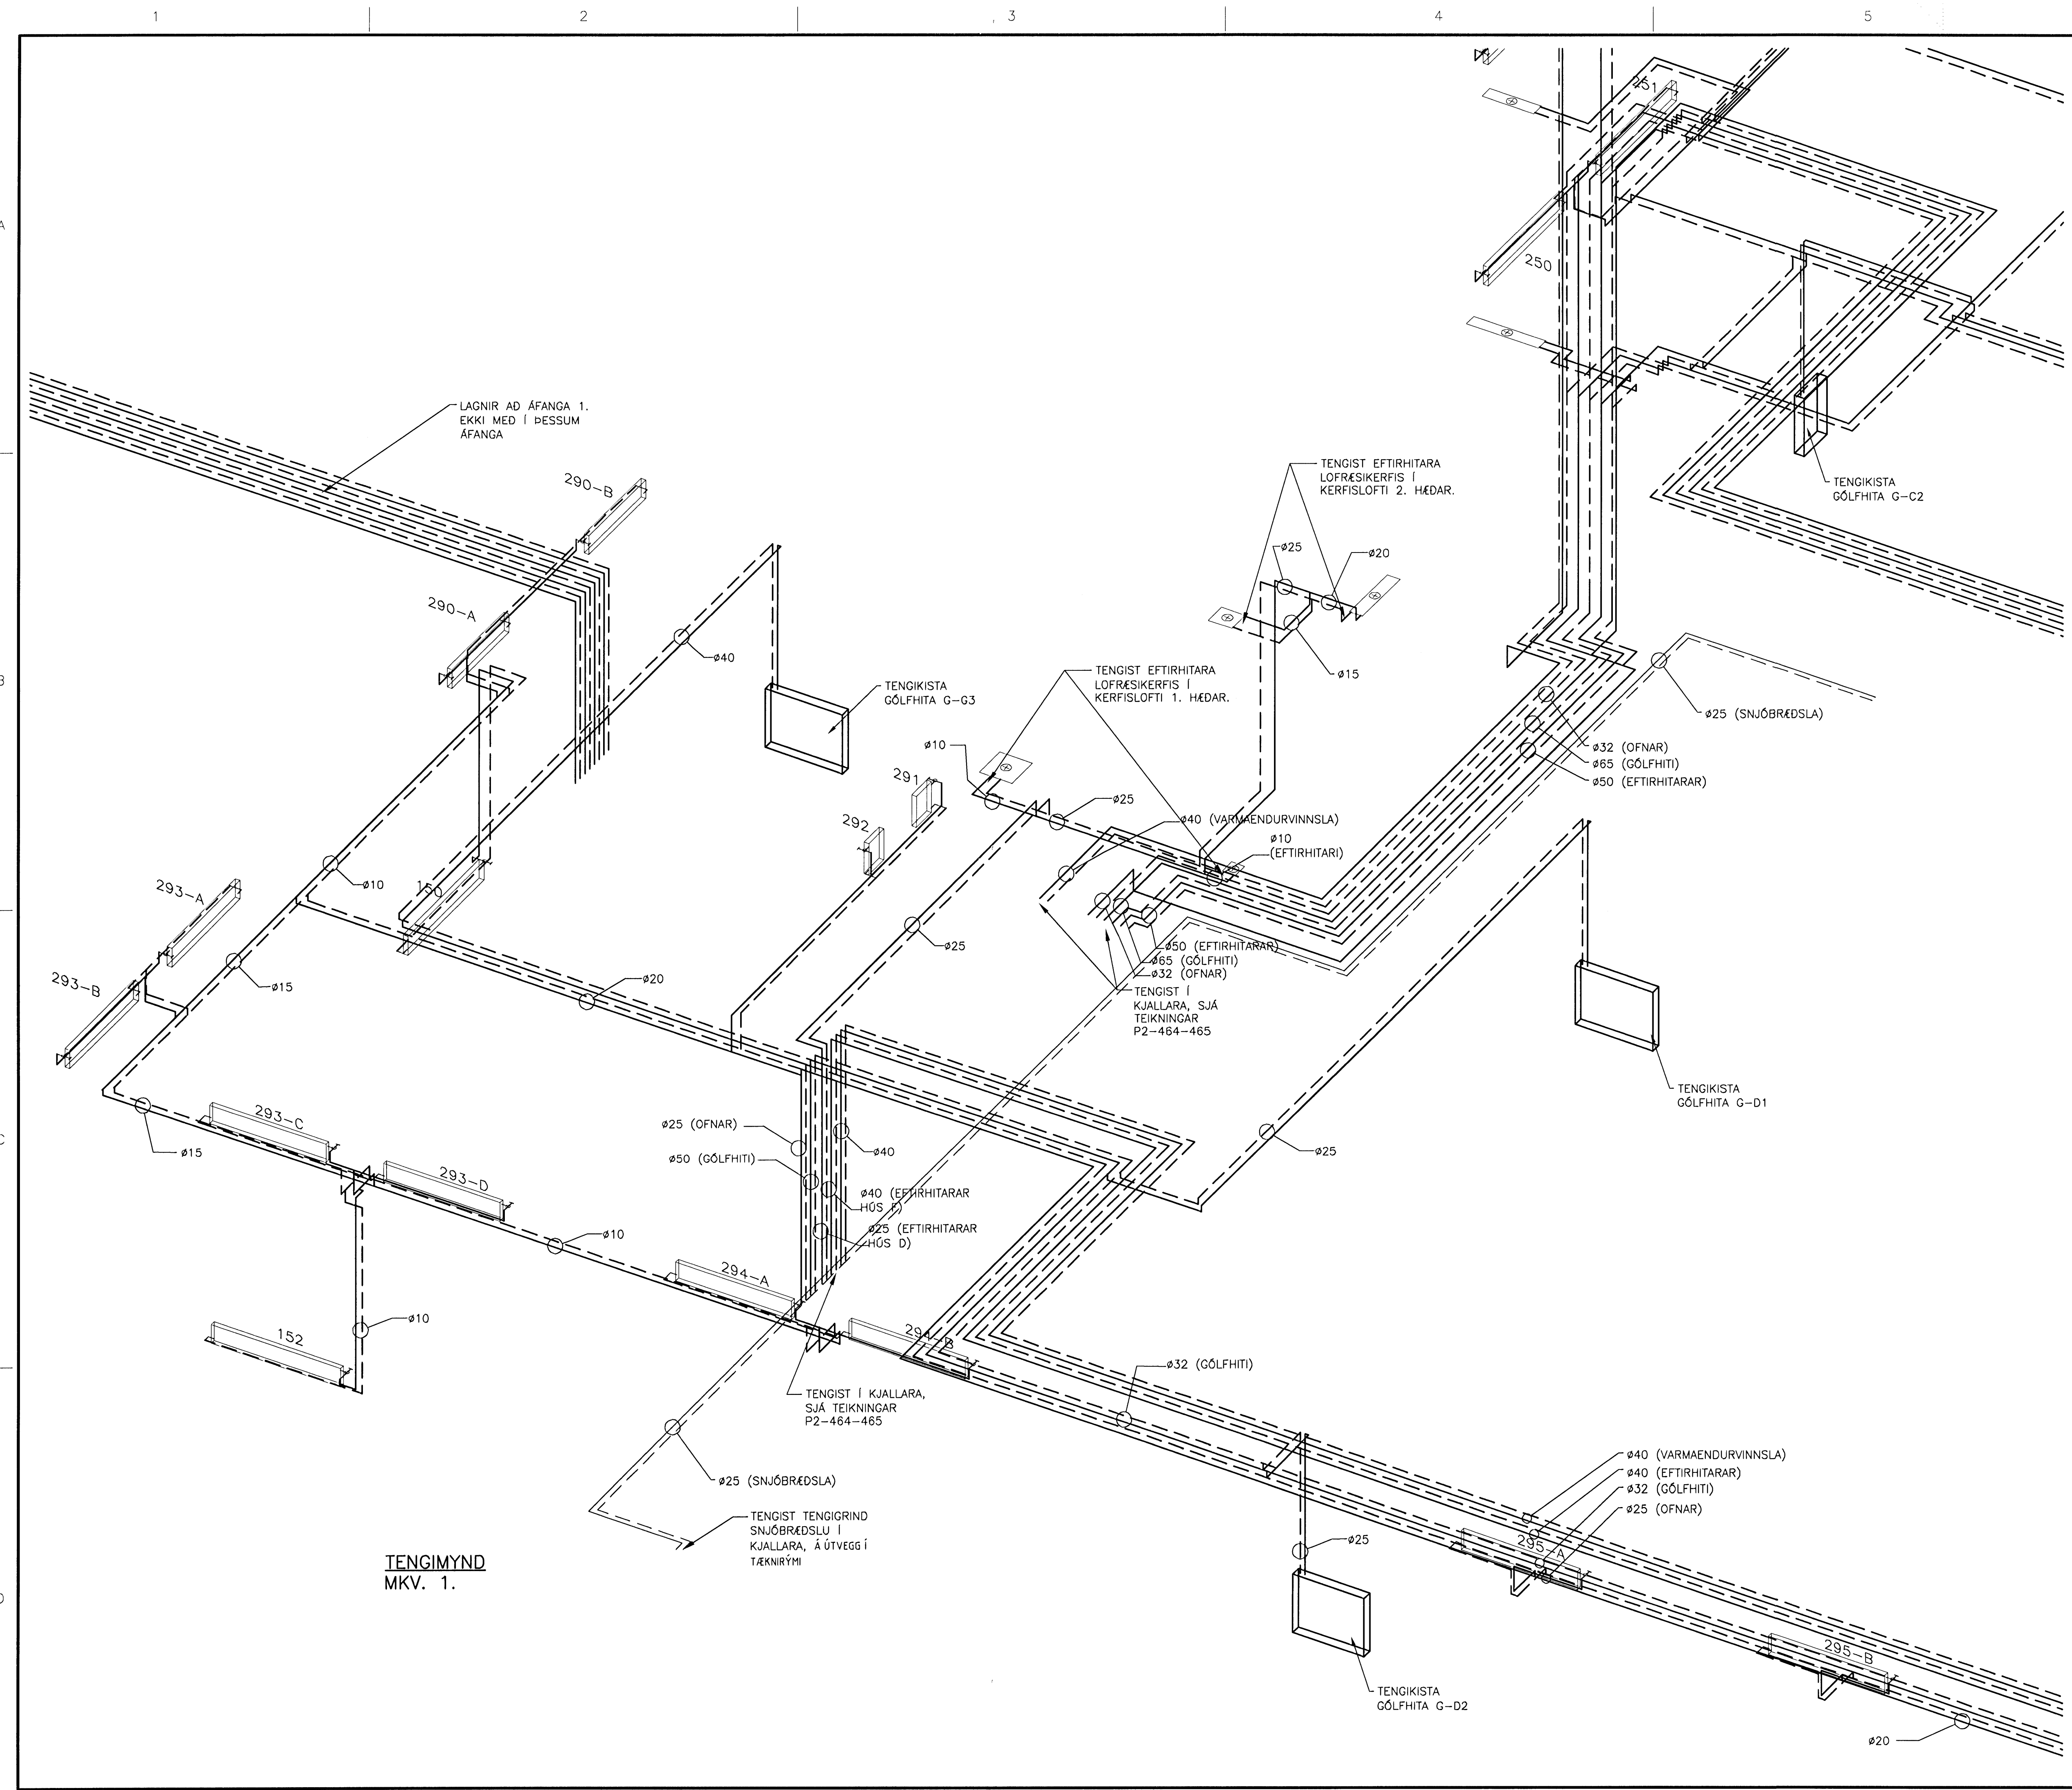 1
2
3
4
5
A
B
C
D
251
250
LAGNIR AÐ ÁFANGA 1.
EKKI MEÐ Í ÞESSUM
ÁFANGA
290-B
290-A
ø40
TENGIKISTA
GÓLFHITA G-G3
TENGIST EFTIRHITARA
LOFRÆSIKERFIS Í
KERFISLOFTI 2. HÆÐAR.
TENGIKISTA
GÓLFHITA G-C2
ø25
ø20
ø15
TENGIST EFTIRHITARA
LOFRÆSIKERFIS Í
KERFISLOFTI 1. HÆÐAR.
ø25 (SNJÓBRÆÐSLA)
ø32 (OFNAR)
ø65 (GÓLFHITI)
ø50 (EFTIRHITARAR)
ø10
291
292
ø25
ø40 (VARMAENDURVINNSLA)
ø10
(EFTIRHITARI)
ø10
150
293-A
293-B
ø15
ø20
ø25
ø50 (EFTIRHITARAR)
ø65 (GÓLFHITI)
ø32 (OFNAR)
TENGIST Í
KJALLARA, SJÁ
TEIKNINGAR
P2-464-465
TENGIKISTA
GÓLFHITA G-D1
293-C
ø15
293-D
ø25 (OFNAR)
ø50 (GÓLFHITI)
ø40
ø40 (EFTIRHITARAR
HÚS F)
ø25 (EFTIRHITARAR
HÚS D)
ø25
ø10
294-A
294-B
152
ø10
ø32 (GÓLFHITI)
TENGIST Í KJALLARA,
SJÁ TEIKNINGAR
P2-464-465
ø25 (SNJÓBRÆÐSLA)
TENGIST TENGIGRIND
SNJÓBRÆÐSLU Í
KJALLARA, Á ÚTVEGG Í
TÆKNIRÝMI
ø40 (VARMAENDURVINNSLA)
ø40 (EFTIRHITARAR)
ø32 (GÓLFHITI)
ø25 (OFNAR)
295-A
ø25
TENGIMYND
MKV. 1.
295-B
TENGIKISTA
GÓLFHITA G-D2
ø20